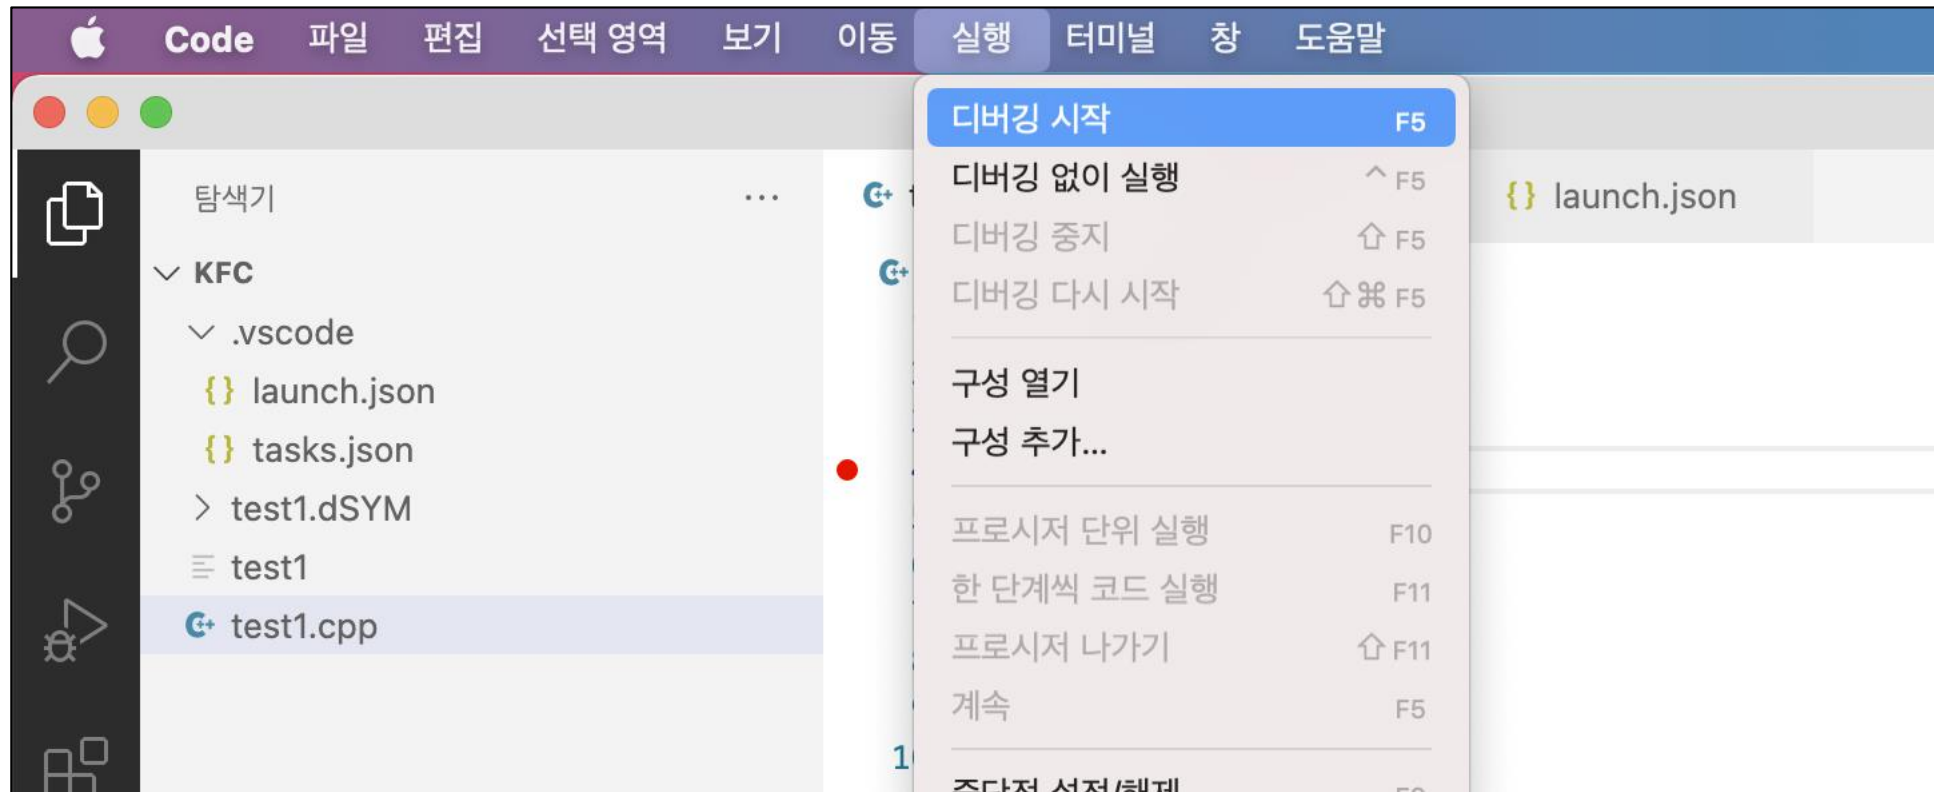 Code 파일 편집 선택 영역 보기 이동 실행 터미널 창 도움말
탐색기 ...
KFC
.vscode
{} launch.json
{} tasks.json
test1.dSYM
test1
test1.cpp
{} launch.json
디버깅 시작 F5
디버깅 없이 실행 ^ F5
디버깅 중지 ⇧ F5
디버깅 다시 시작 ⇧⌘ F5
구성 열기
구성 추가...
프로시저 단위 실행 F10
한 단계씩 코드 실행 F11
프로시저 나가기 ⇧ F11
계속 F5